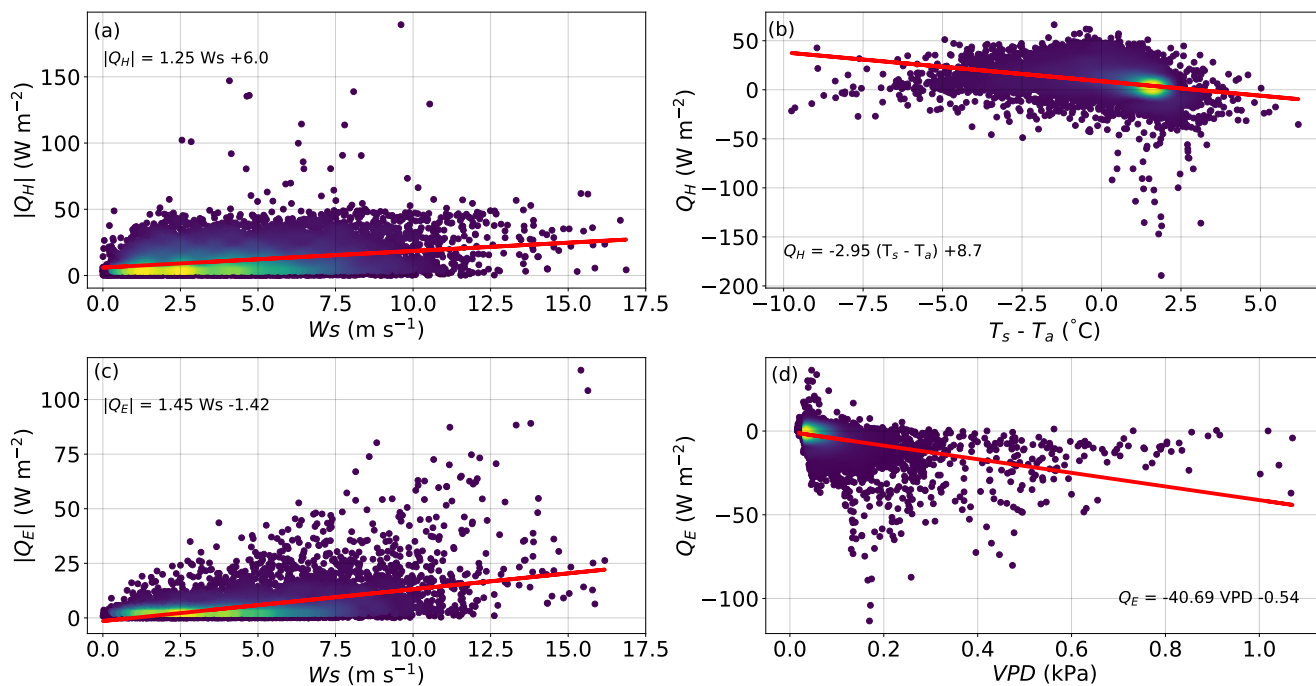 (a)
|Q_H| = 1.25 Ws +6.0
|Q_H| (W m⁻²)
150
100
50
0
0.0 2.5 5.0 7.5 10.0 12.5 15.0 17.5
Ws (m s⁻¹)
(b)
Q_H = -2.95 (T_s - T_a) +8.7
Q_H (W m⁻²)
50
0
−50
−100
−150
−200
−10.0 −7.5 −5.0 −2.5 0.0 2.5 5.0
T_s - T_a (˚C)
(c)
|Q_E| = 1.45 Ws -1.42
|Q_E| (W m⁻²)
100
75
50
25
0
0.0 2.5 5.0 7.5 10.0 12.5 15.0 17.5
Ws (m s⁻¹)
(d)
Q_E = -40.69 VPD -0.54
Q_E (W m⁻²)
0
−50
−100
0.0 0.2 0.4 0.6 0.8 1.0
VPD (kPa)